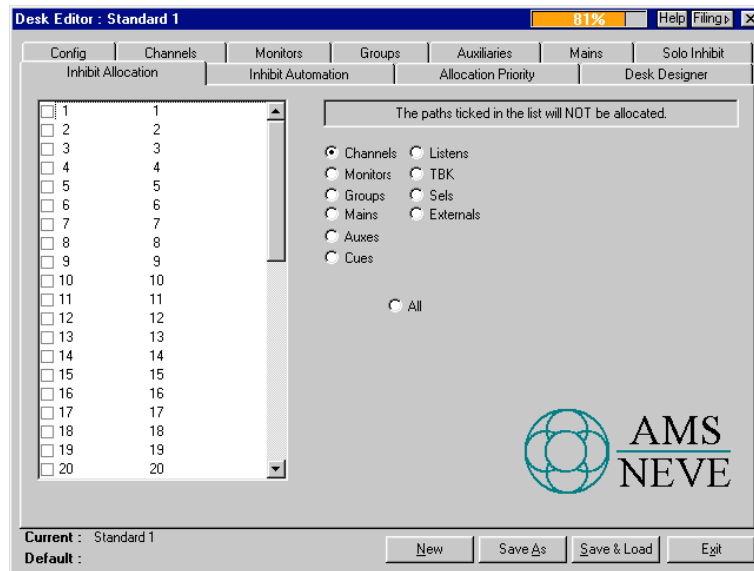 Desk Editor : Standard 1
81%
Help
Filing
Config
Channels
Monitors
Groups
Auxiliaries
Mains
Solo Inhibit
Inhibit Allocation
Inhibit Automation
Allocation Priority
Desk Designer
1 1
2 2
3 3
4 4
5 5
6 6
7 7
8 8
9 9
10 10
11 11
12 12
13 13
14 14
15 15
16 16
17 17
18 18
19 19
20 20
The paths ticked in the list will NOT be allocated.
Channels
Monitors
Groups
Mains
Auxes
Cues
Listens
TBK
Sels
Externals
All
AMS
NEVE
Current : Standard 1
Default :
New
Save As
Save & Load
Exit